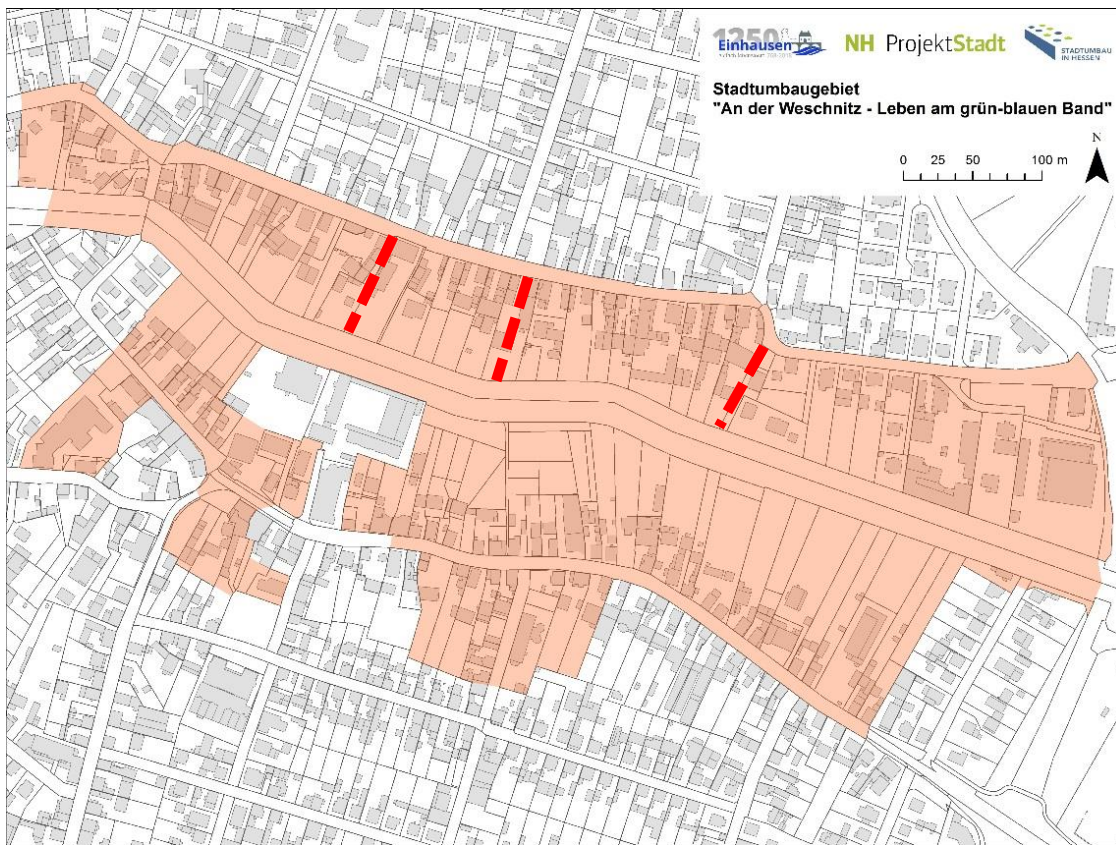 1250
Einhausen
NH ProjektStadt
STADTUMBAU
IN HESSEN
Stadtumbaugebiet
"An der Weschnitz - Leben am grün-blauen Band"
N
0 25 50 100 m